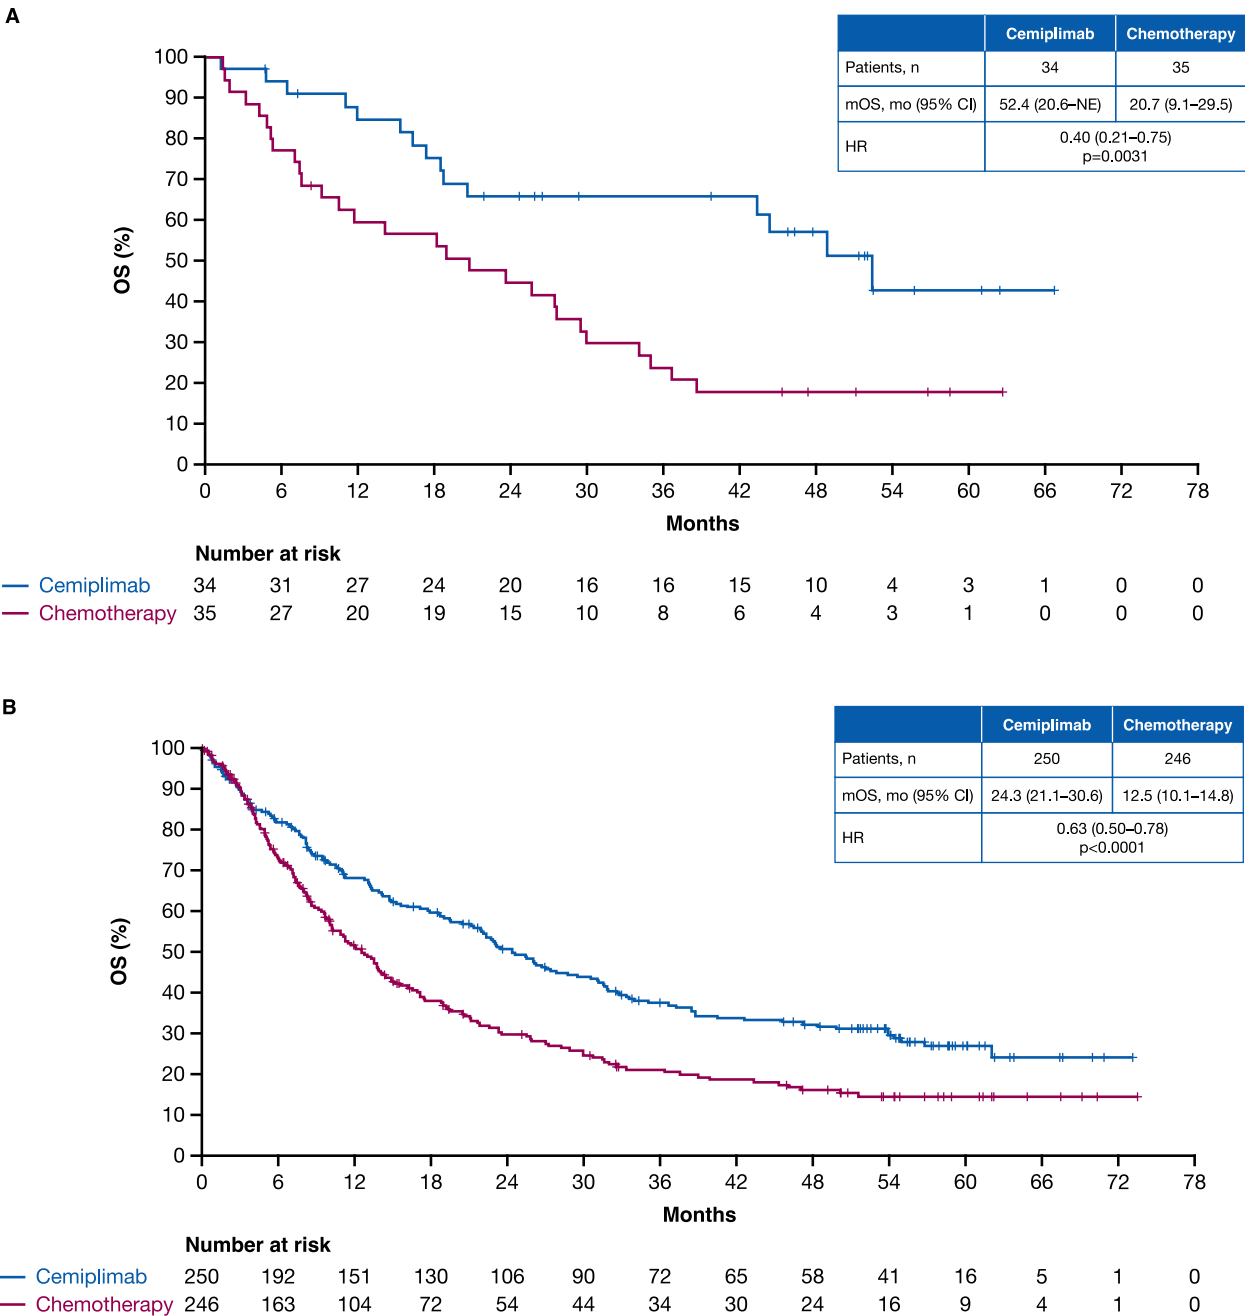 A
Cemiplimab Chemotherapy
Patients, n 34 35
mOS, mo (95% CI) 52.4 (20.6–NE) 20.7 (9.1–29.5)
HR 0.40 (0.21–0.75)
p=0.0031
100
90
80
70
60
50
40
30
20
10
0
OS (%)
0 6 12 18 24 30 36 42 48 54 60 66 72 78
Months
Number at risk
Cemiplimab 34 31 27 24 20 16 16 15 10 4 3 1 0 0
Chemotherapy 35 27 20 19 15 10 8 6 4 3 1 0 0 0
B
Cemiplimab Chemotherapy
Patients, n 250 246
mOS, mo (95% CI) 24.3 (21.1–30.6) 12.5 (10.1–14.8)
HR 0.63 (0.50–0.78)
p<0.0001
100
90
80
70
60
50
40
30
20
10
0
OS (%)
0 6 12 18 24 30 36 42 48 54 60 66 72 78
Months
Number at risk
Cemiplimab 250 192 151 130 106 90 72 65 58 41 16 5 1 0
Chemotherapy 246 163 104 72 54 44 34 30 24 16 9 4 1 0